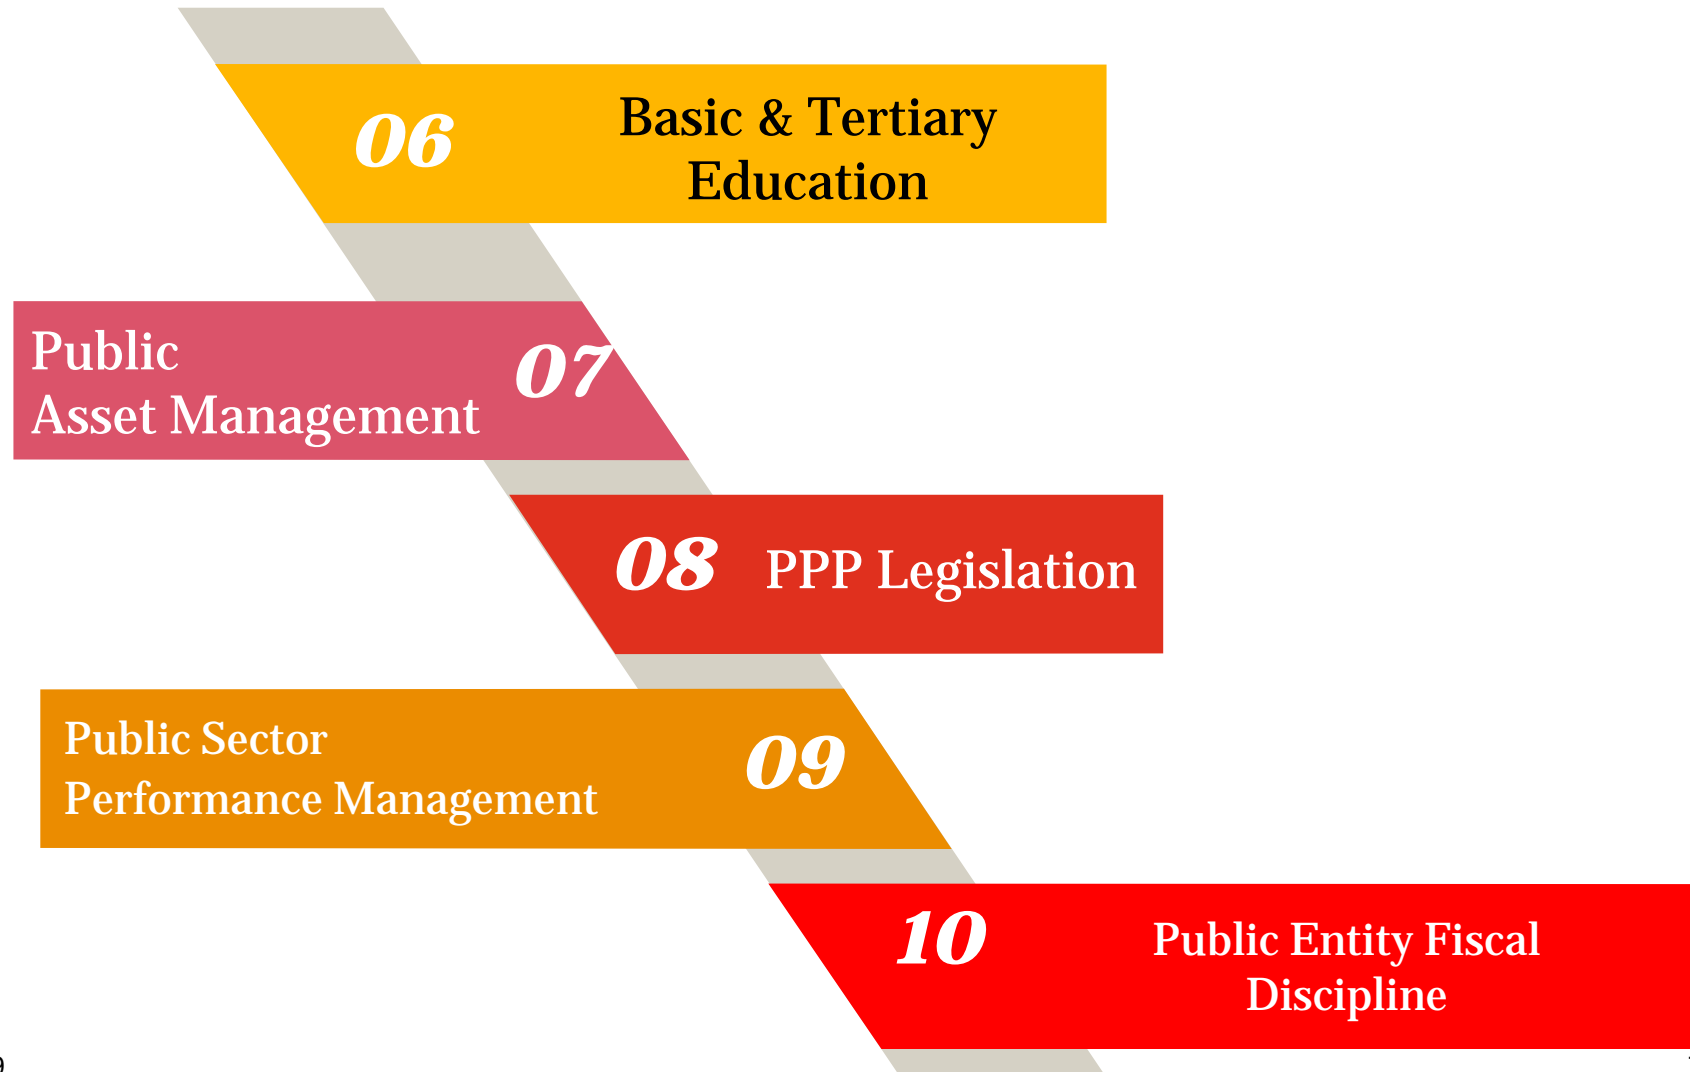 06
Basic & Tertiary
Education
Public
Asset Management
07
08
PPP Legislation
Public Sector
Performance Management
09
10
Public Entity Fiscal
Discipline